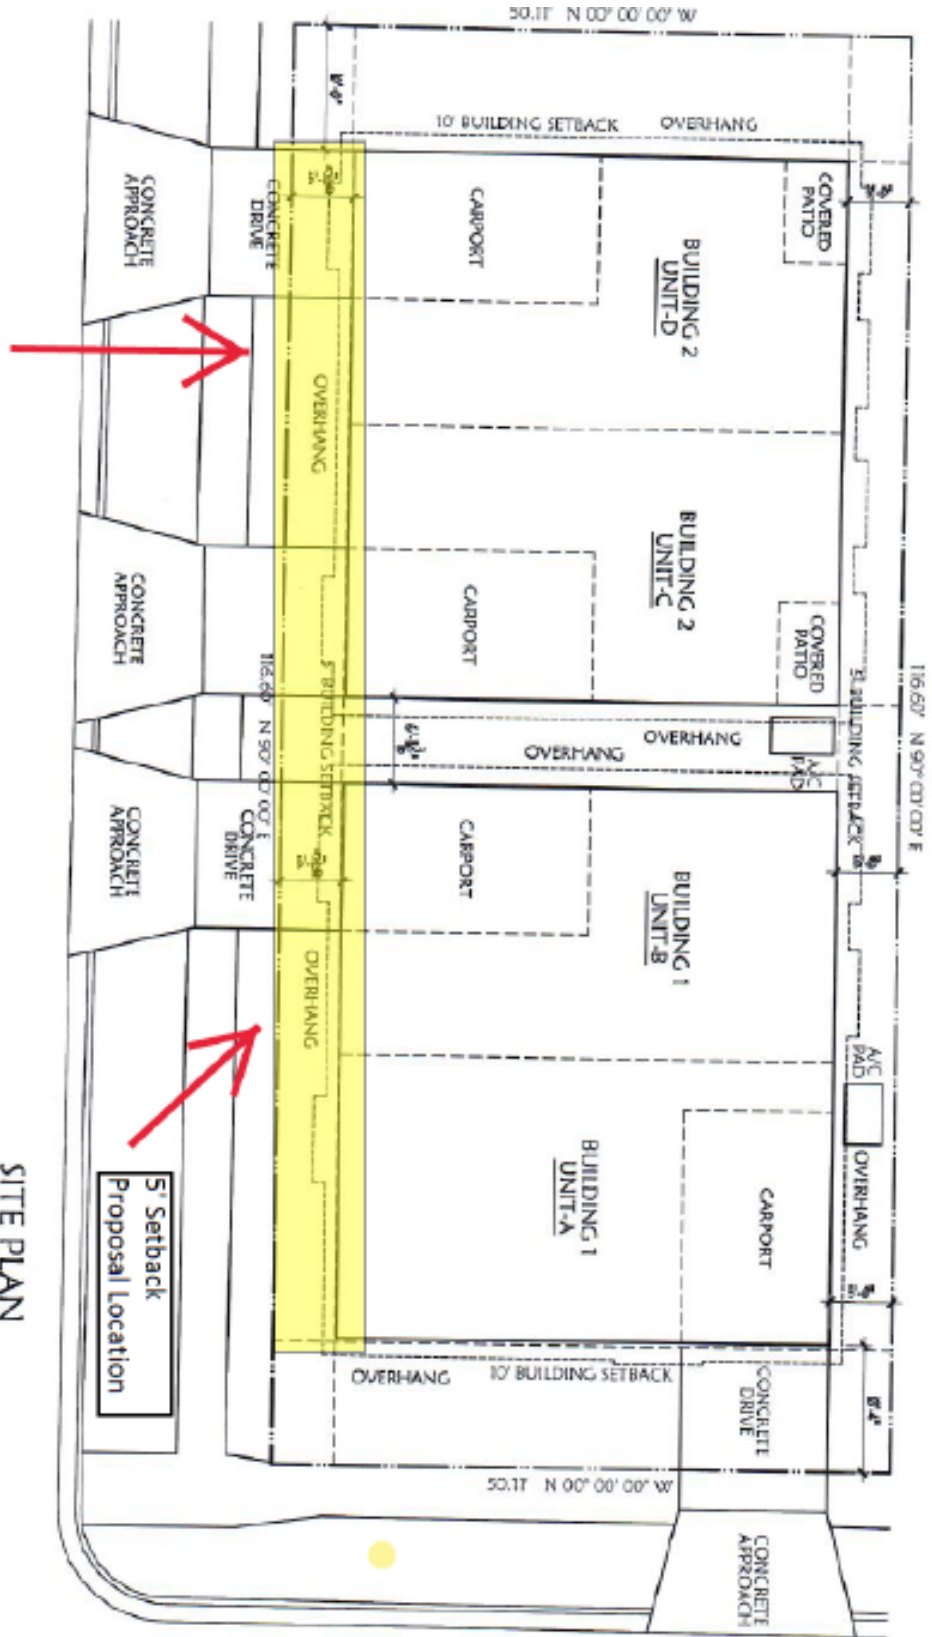 50.11' N 00° 00' 00" W
10' BUILDING SETBACK
OVERHANG
CONCRETE
APPROACH
CONCRETE
DRIVE
CARPORT
BUILDING 2
UNIT-D
COVERED
PATIO
OVERHANG
BUILDING 2
UNIT-C
CARPORT
COVERED
PATIO
CONCRETE
APPROACH
116.60' N 90° 00' 00" E
5' BUILDING SETBACK
OVERHANG
OVERHANG
A/C
PAD
5' BUILDING SETBACK
116.60' N 90° 00' 00" E
CONCRETE
APPROACH
CONCRETE
DRIVE
CARPORT
BUILDING 1
UNIT-B
OVERHANG
A/C
PAD
OVERHANG
BUILDING 1
UNIT-A
CARPORT
5' Setback
Proposal Location
OVERHANG
10' BUILDING SETBACK
CONCRETE
DRIVE
50.11' N 00° 00' 00" W
CONCRETE
APPROACH
SITE PLAN